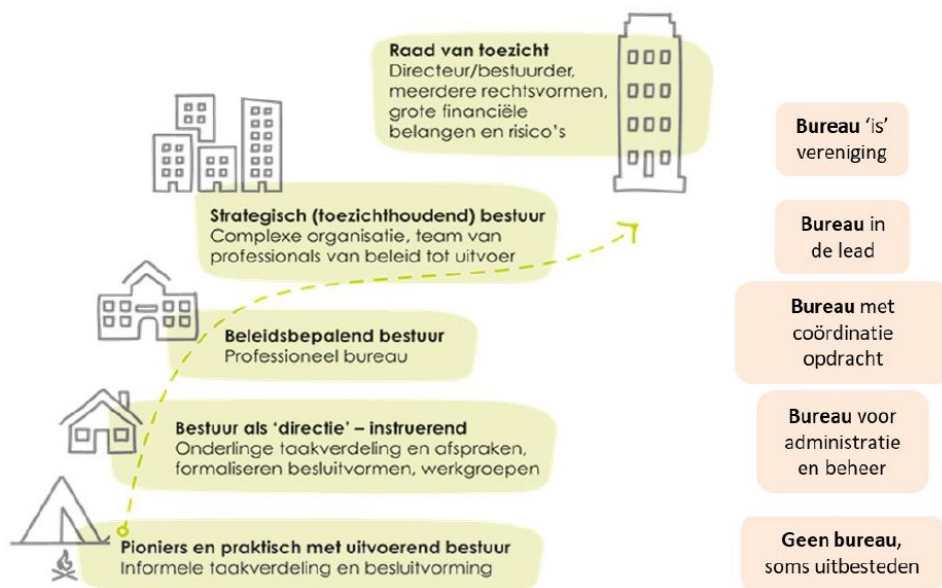 Raad van toezicht
Directeur/bestuurder,
meerdere rechtsvormen,
grote financiële
belangen en risico's
Bureau 'is'
vereniging
Strategisch (toezichthoudend) bestuur
Complexe organisatie, team van
professionals van beleid tot uitvoer
Bureau in
de lead
Beleidsbepalend bestuur
Professioneel bureau
Bureau met
coördinatie
opdracht
Bestuur als 'directie' – instruerend
Onderlinge taakverdeling en afspraken,
formaliseren besluitvormen, werkgroepen
Bureau voor
administratie
en beheer
Pioniers en praktisch met uitvoerend bestuur
Informele taakverdeling en besluitvorming
Geen bureau,
soms uitbesteden